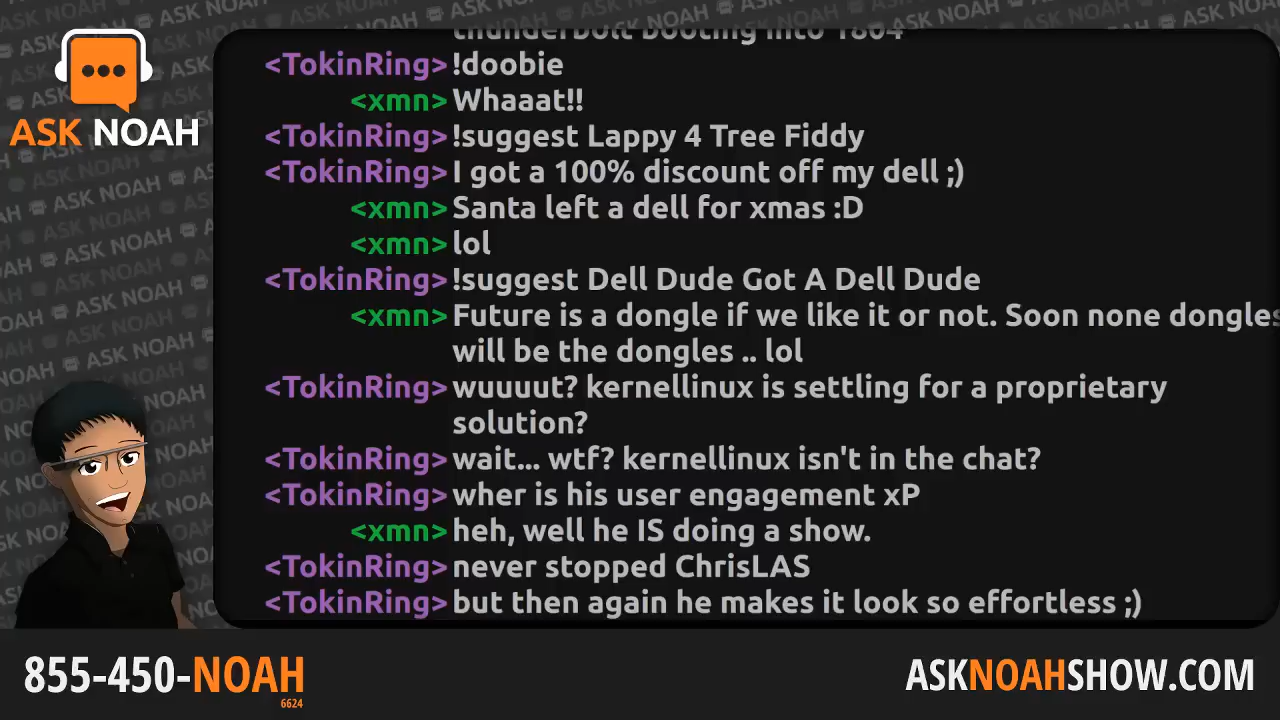 ASK NOAH
thunderbolt booting into 1804
<TokinRing> !doobie
<xmn> Whaaat!!
<TokinRing> !suggest Lappy 4 Tree Fiddy
<TokinRing> I got a 100% discount off my dell ;)
<xmn> Santa left a dell for xmas :D
<xmn> lol
<TokinRing> !suggest Dell Dude Got A Dell Dude
<xmn> Future is a dongle if we like it or not. Soon none dongles
will be the dongles .. lol
<TokinRing> wuuuut? kernellinux is settling for a proprietary
solution?
<TokinRing> wait... wtf? kernellinux isn't in the chat?
<TokinRing> wher is his user engagement xP
<xmn> heh, well he IS doing a show.
<TokinRing> never stopped ChrisLAS
<TokinRing> but then again he makes it look so effortless ;)
855-450-NOAH
6624
ASKNOAHSHOW.COM